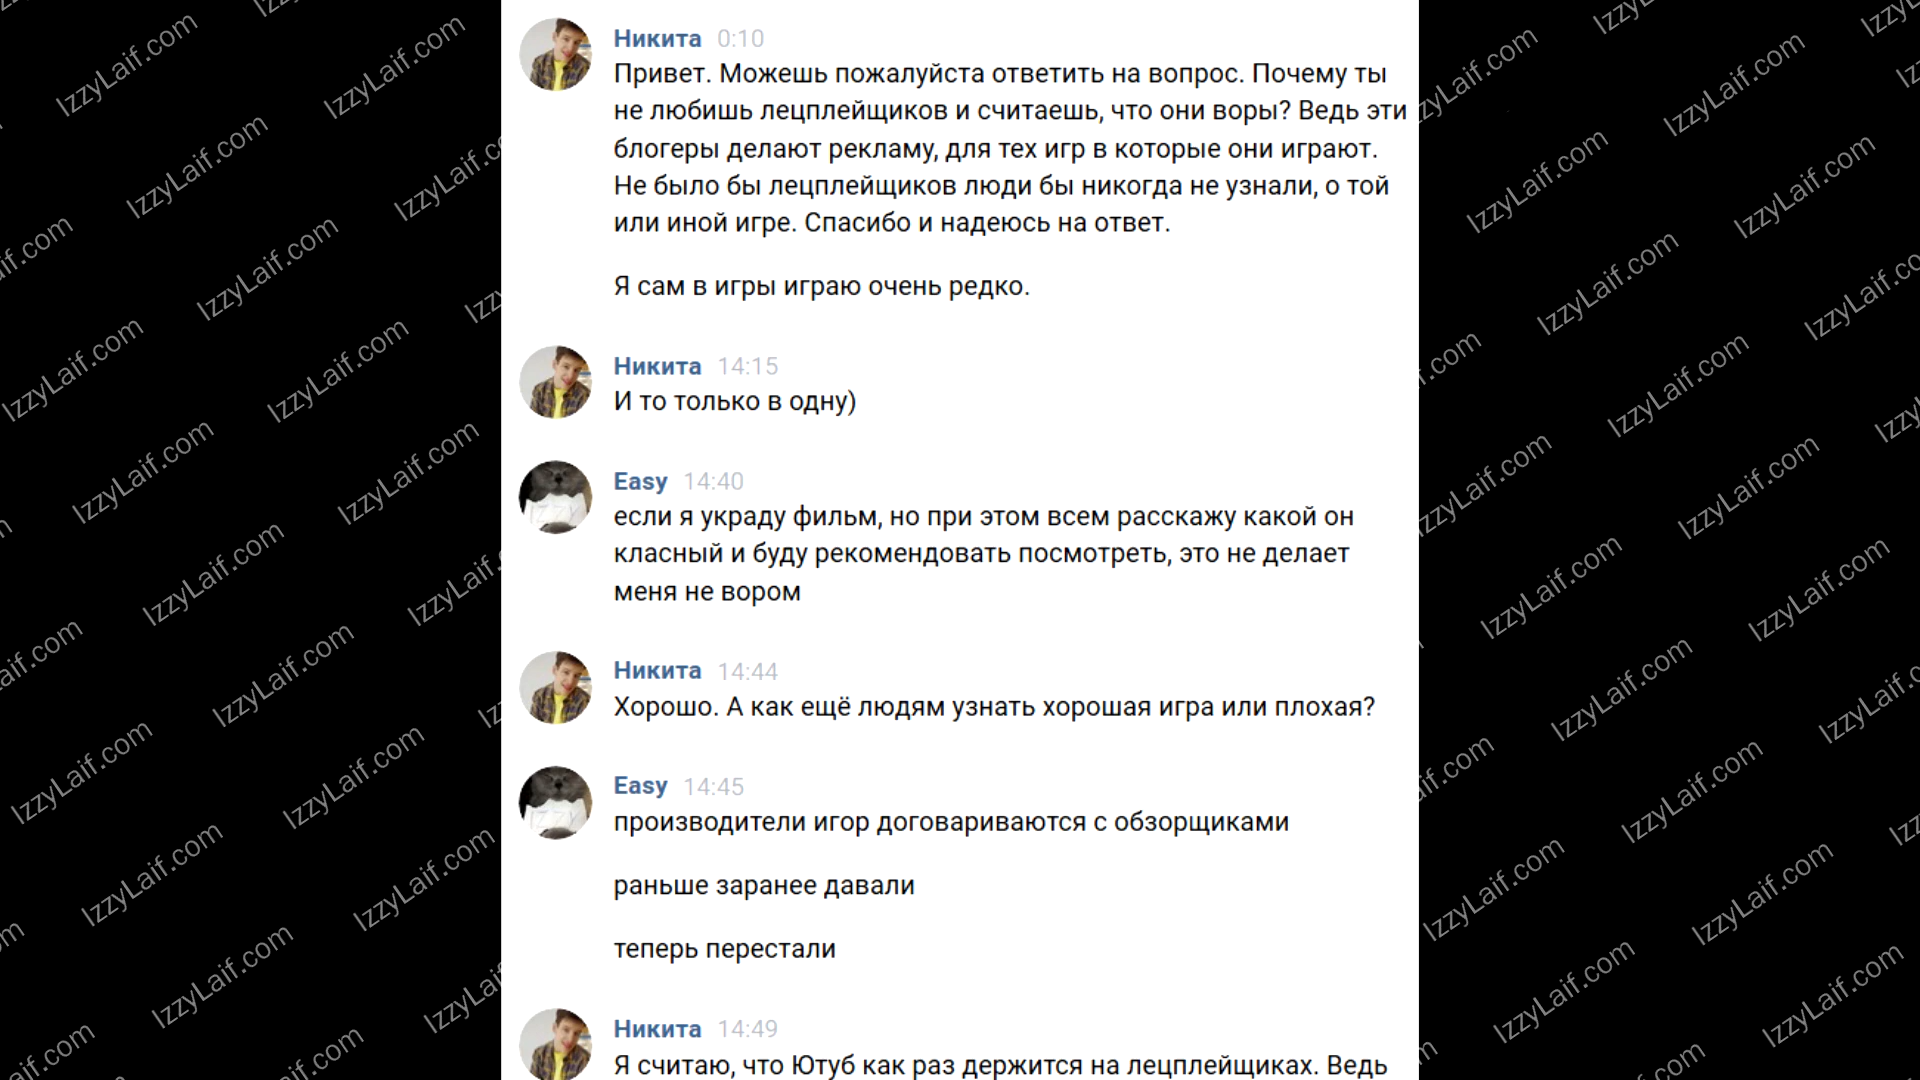 Никита 0:10
Привет. Можешь пожалуйста ответить на вопрос. Почему ты
не любишь лецплейщиков и считаешь, что они воры? Ведь эти
блогеры делают рекламу, для тех игр в которые они играют.
Не было бы лецплейщиков люди бы никогда не узнали, о той
или иной игре. Спасибо и надеюсь на ответ.
Я сам в игры играю очень редко.
Никита 14:15
И то только в одну)
Easy 14:40
если я украду фильм, но при этом всем расскажу какой он
класный и буду рекомендовать посмотреть, это не делает
меня не вором
Никита 14:44
Хорошо. А как ещё людям узнать хорошая игра или плохая?
Easy 14:45
производители игор договариваются с обзорщиками
раньше заранее давали
теперь перестали
Никита 14:49
Я считаю, что Ютуб как раз держится на лецплейщиках. Ведь
IzzyLaif.com